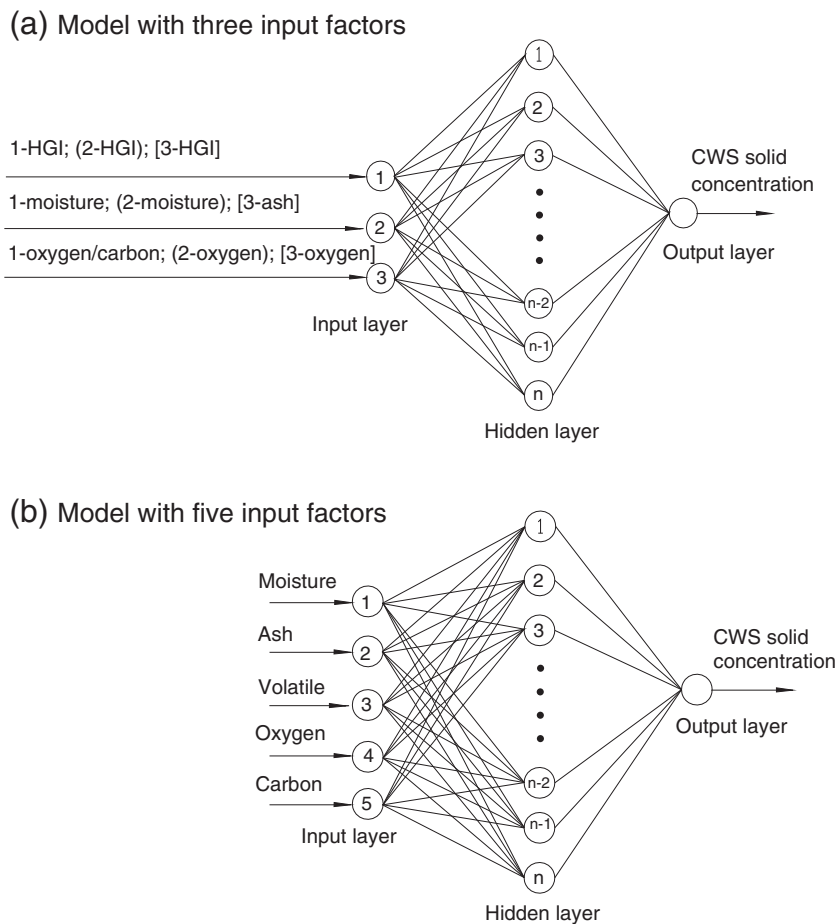 (a) Model with three input factors
1-HGI; (2-HGI); [3-HGI]
1-moisture; (2-moisture); [3-ash]
1-oxygen/carbon; (2-oxygen); [3-oxygen]
1
2
3
Input layer
1
2
3
n-2
n-1
n
Hidden layer
CWS solid
concentration
Output layer
(b) Model with five input factors
Moisture
Ash
Volatile
Oxygen
Carbon
1
2
3
4
5
Input layer
1
2
3
n-2
n-1
n
Hidden layer
CWS solid
concentration
Output layer